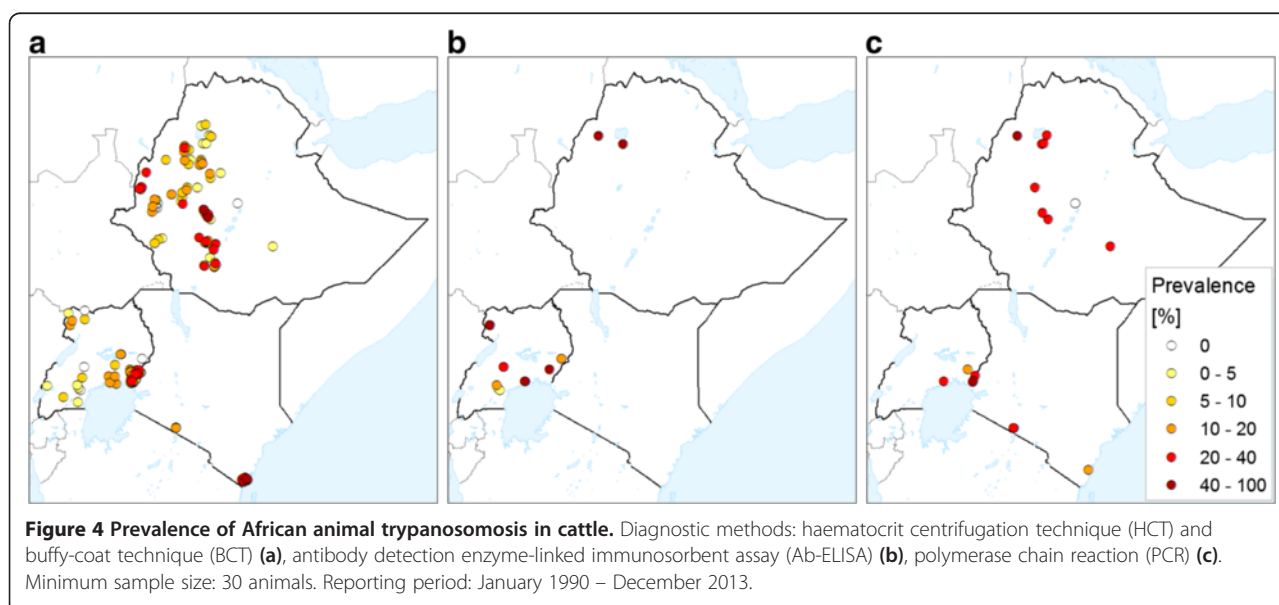 a
b
c
Prevalence
[%]
0
0 - 5
5 - 10
10 - 20
20 - 40
40 - 100
Figure 4 Prevalence of African animal trypanosomosis in cattle. Diagnostic methods: haematocrit centrifugation technique (HCT) and
buffy-coat technique (BCT) (a), antibody detection enzyme-linked immunosorbent assay (Ab-ELISA) (b), polymerase chain reaction (PCR) (c).
Minimum sample size: 30 animals. Reporting period: January 1990 – December 2013.